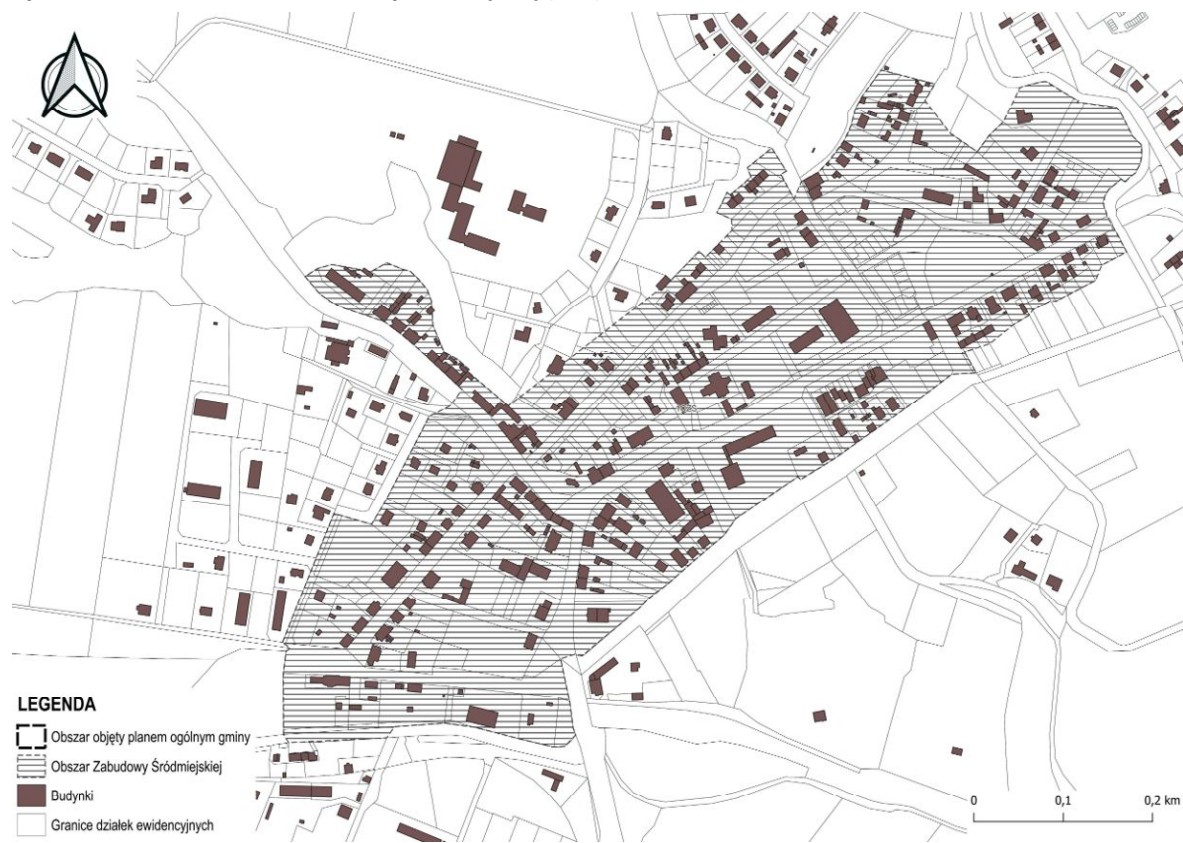 LEGENDA
Obszar objęty planem ogólnym gminy
Obszar Zabudowy Śródmiejskiej
Budynki
Granice działek ewidencyjnych
0 0,1 0,2 km